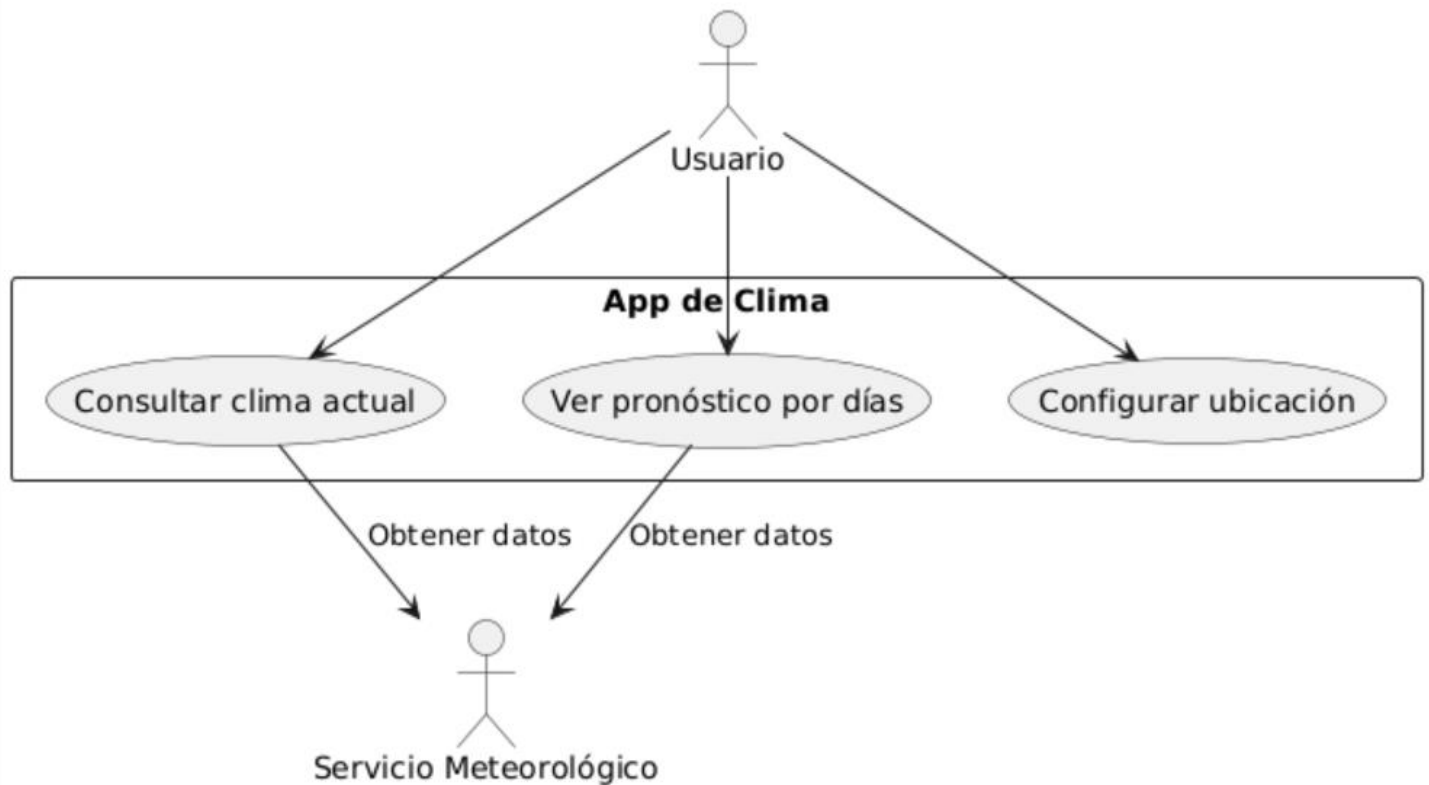 Usuario
App de Clima
Consultar clima actual
Ver pronóstico por días
Configurar ubicación
Obtener datos
Obtener datos
Servicio Meteorológico